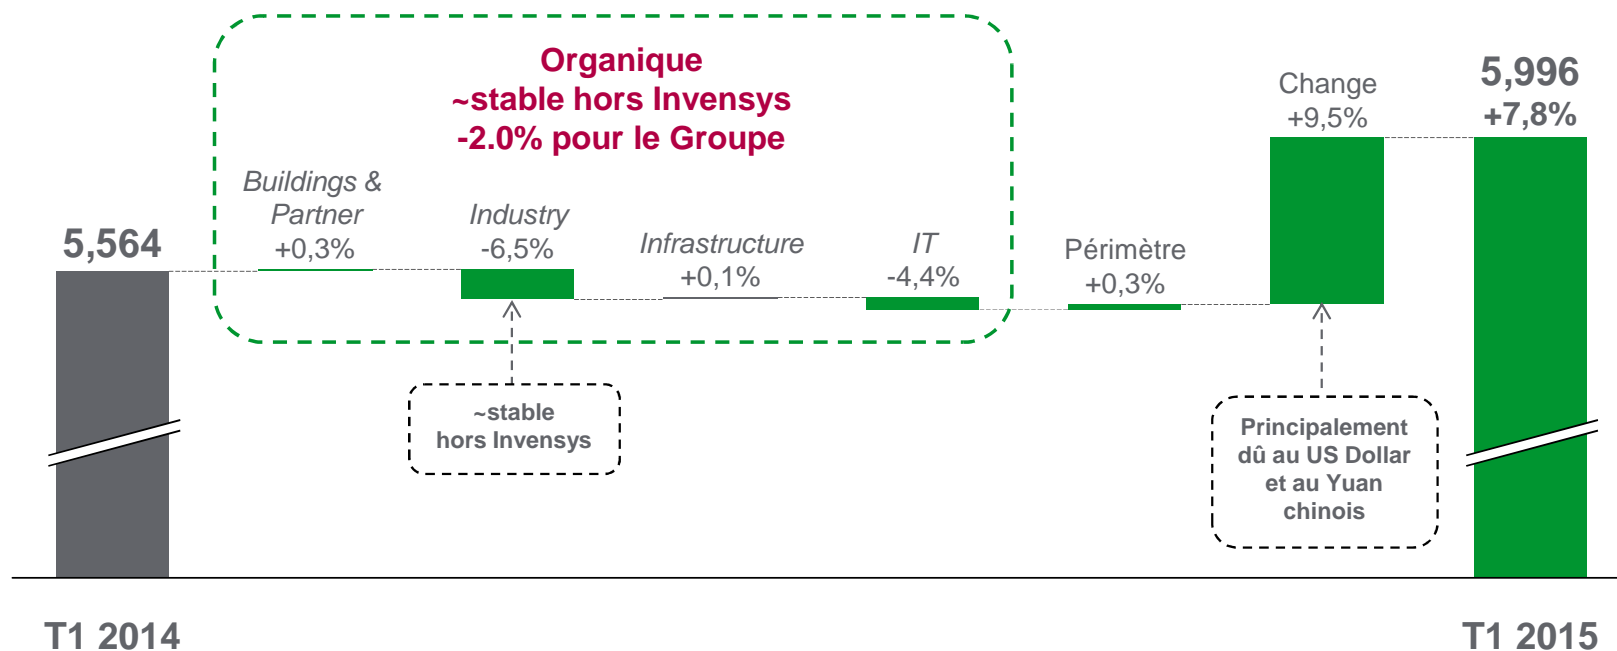 Organique
~stable hors Invensys
-2.0% pour le Groupe
5,564
Buildings &
Partner
+0,3%
Industry
-6,5%
Infrastructure
+0,1%
IT
-4,4%
Périmètre
+0,3%
Change
+9,5%
5,996
+7,8%
~stable
hors Invensys
Principalement
dû au US Dollar
et au Yuan
chinois
T1 2014
T1 2015